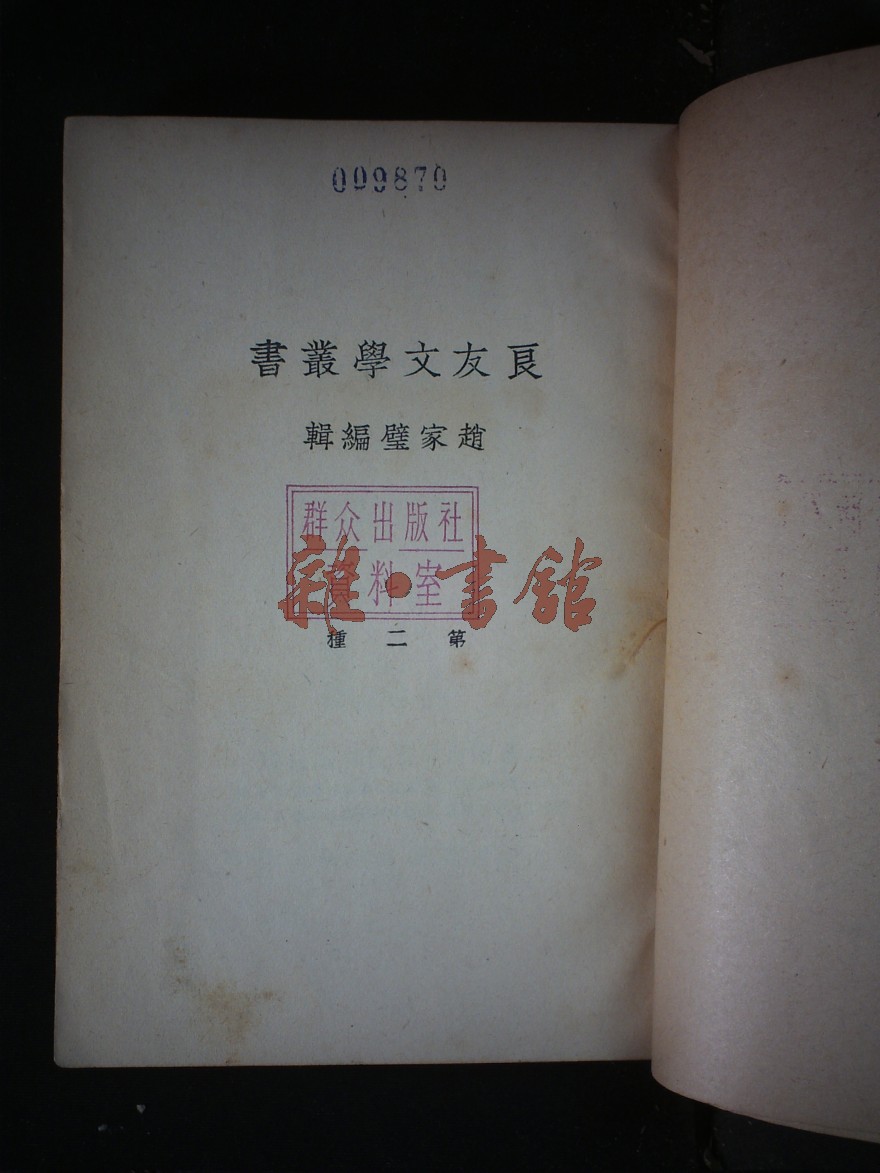 009870
良友文學叢書
趙家璧編輯
群众出版社
資料室
雜·書館
第二種